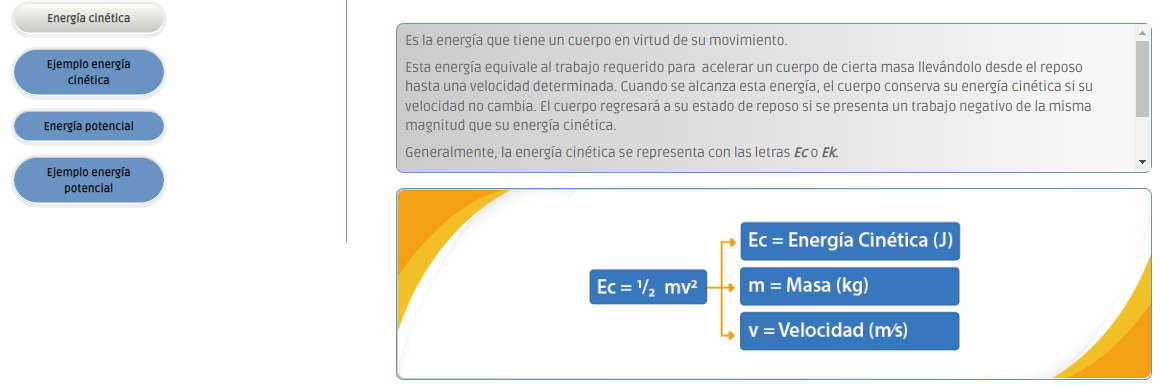 Energía cinética
Ejemplo energía
cinética
Energía potencial
Ejemplo energía
potencial
Es la energía que tiene un cuerpo en virtud de su movimiento.
Esta energía equivale al trabajo requerido para acelerar un cuerpo de cierta masa llevándolo desde el reposo
hasta una velocidad determinada. Cuando se alcanza esta energía, el cuerpo conserva su energía cinética si su
velocidad no cambia. El cuerpo regresará a su estado de reposo si se presenta un trabajo negativo de la misma
magnitud que su energía cinética.
Generalmente, la energía cinética se representa con las letras Ec o Ek.
Ec = ½ mv²
Ec = Energía Cinética (J)
m = Masa (kg)
v = Velocidad (m/s)